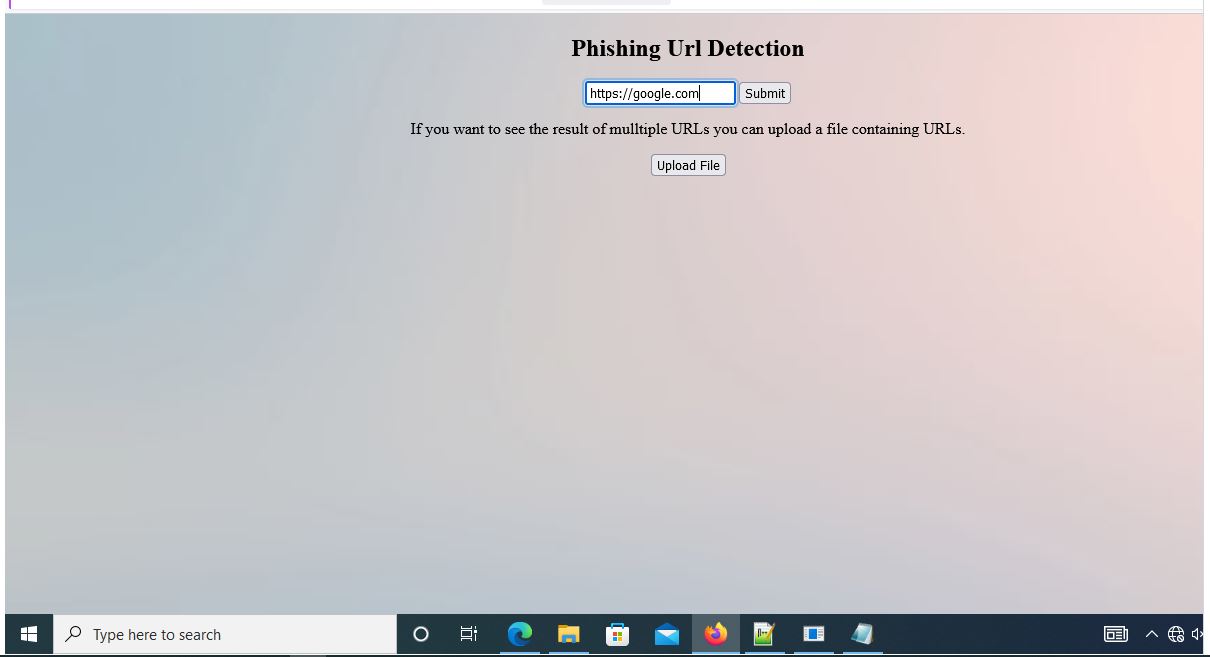 Phishing Url Detection
https://google.com Submit
If you want to see the result of mulltiple URLs you can upload a file containing URLs.
Upload File
Type here to search